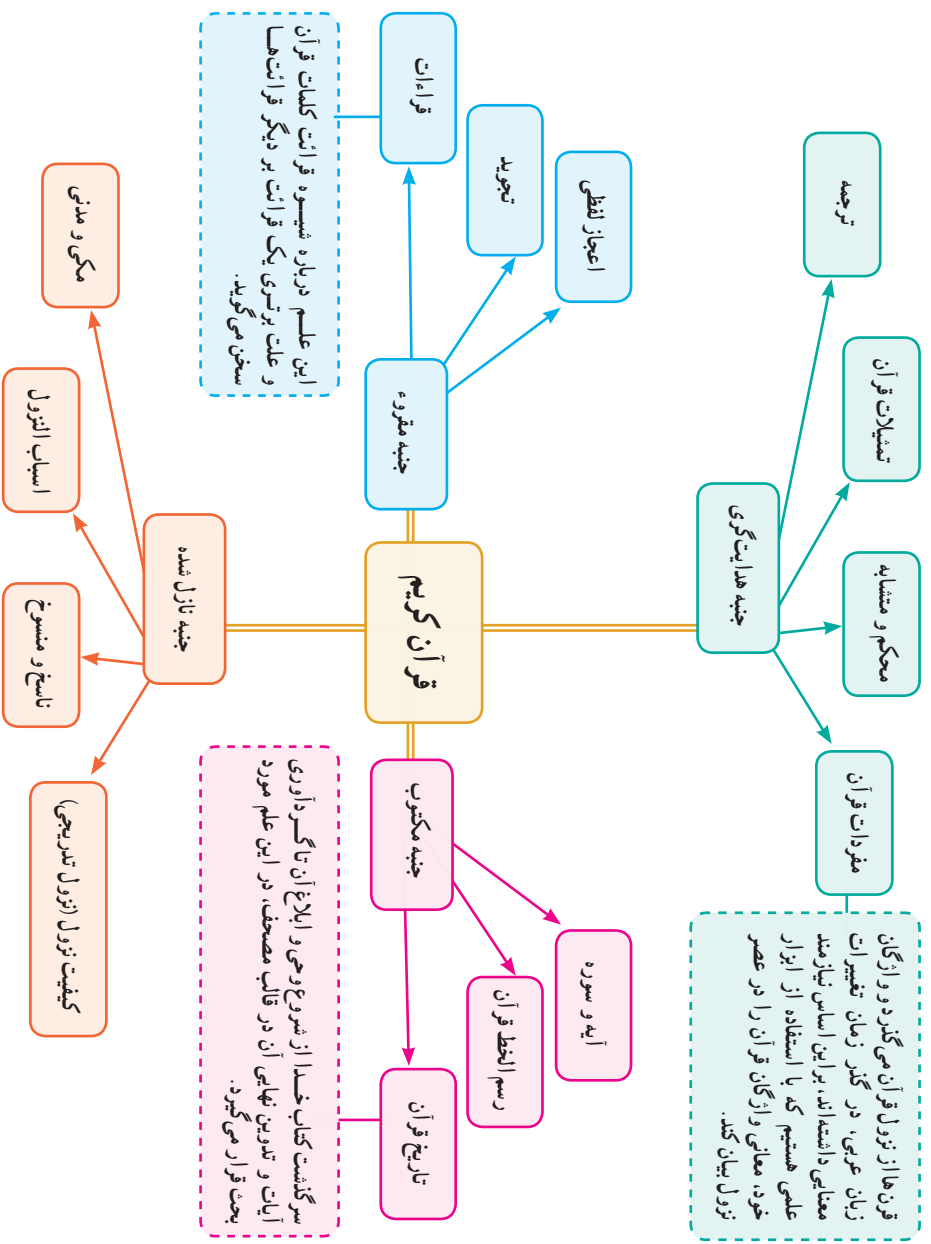 قرآن کریم
جنبه هدایت‌گری
ترجمه
تمثیلات قرآن
محکم و متشابه
مفردات قرآن
قرن‌ها از نزول قرآن می‌گذرد و واژگان
زبان عربی، در گذر زمان تغییرات
معنایی داشته‌اند، بر این اساس نیازمند
علمی هستیم که با استفاده از ابزار
خود، معانی واژگان قرآن را در عصر
نزول بیان کند.
جنبه مقروء
اعجاز لفظی
تجوید
قراءات
این علم درباره شیوه قرائت کلمات قرآن
و علت برتری یک قرائت بر دیگر قرائت‌ها
سخن می‌گوید.
جنبه مکتوب
آیه و سوره
رسم الخط قرآن
تاریخ قرآن
سرگذشت کتاب خدا از شروع وحی و ابلاغ آن تا گردآوری
آیات و تدوین نهایی آن در قالب مصحف، در این علم مورد
بحث قرار می‌گیرد.
جنبه نازل شده
مکی و مدنی
اسباب النزول
ناسخ و منسوخ
کیفیت نزول (نزول تدریجی)